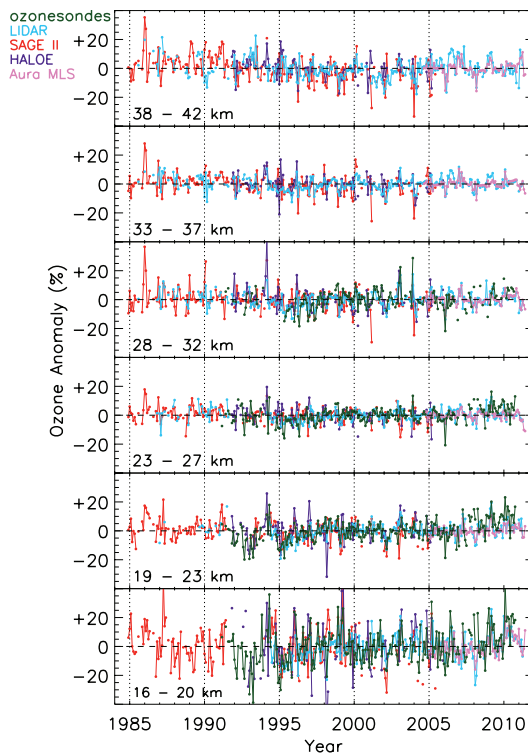 ozonesondes
LIDAR
SAGE II
HALOE
Aura MLS
+20
0
−20
38 − 42 km
+20
0
−20
33 − 37 km
+20
0
−20
28 − 32 km
+20
0
−20
23 − 27 km
+20
0
−20
19 − 23 km
+20
0
−20
16 − 20 km
Ozone Anomaly (%)
1985 1990 1995 2000 2005 2010
Year